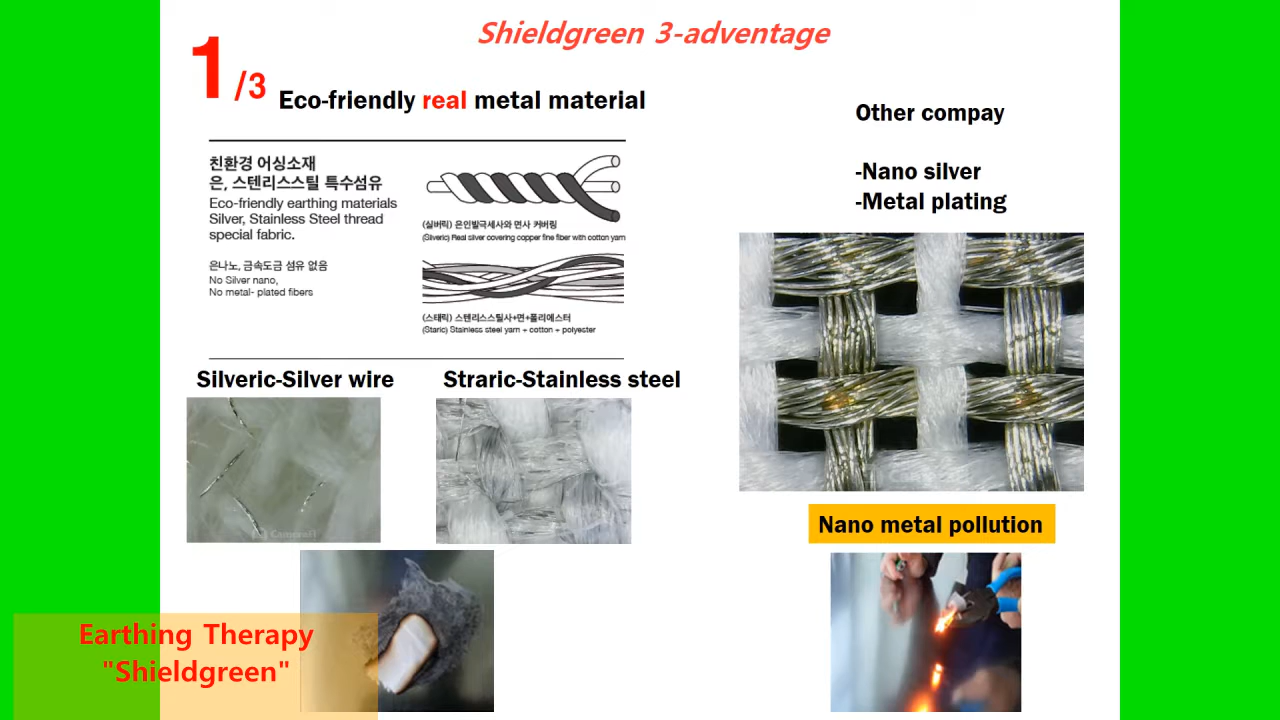 Shieldgreen 3-adventage
1/3
Eco-friendly real metal material
친환경 어싱소재
은, 스텐리스스틸 특수섬유
Eco-friendly earthing materials
Silver, Stainless Steel thread
special fabric.
은나노, 금속도금 섬유 없음
No Silver nano,
No metal- plated fibers
(실버릭) 은인발극세사와 면사 커버링
(Silveric) Real silver covering copper fine fiber with cotton yarn
(스태릭) 스텐리스스틸사+면+폴리에스터
(Staric) Stainless steel yarn + cotton + polyester
Silveric-Silver wire
Straric-Stainless steel
Other compay
-Nano silver
-Metal plating
Nano metal pollution
Earthing Therapy
"Shieldgreen"